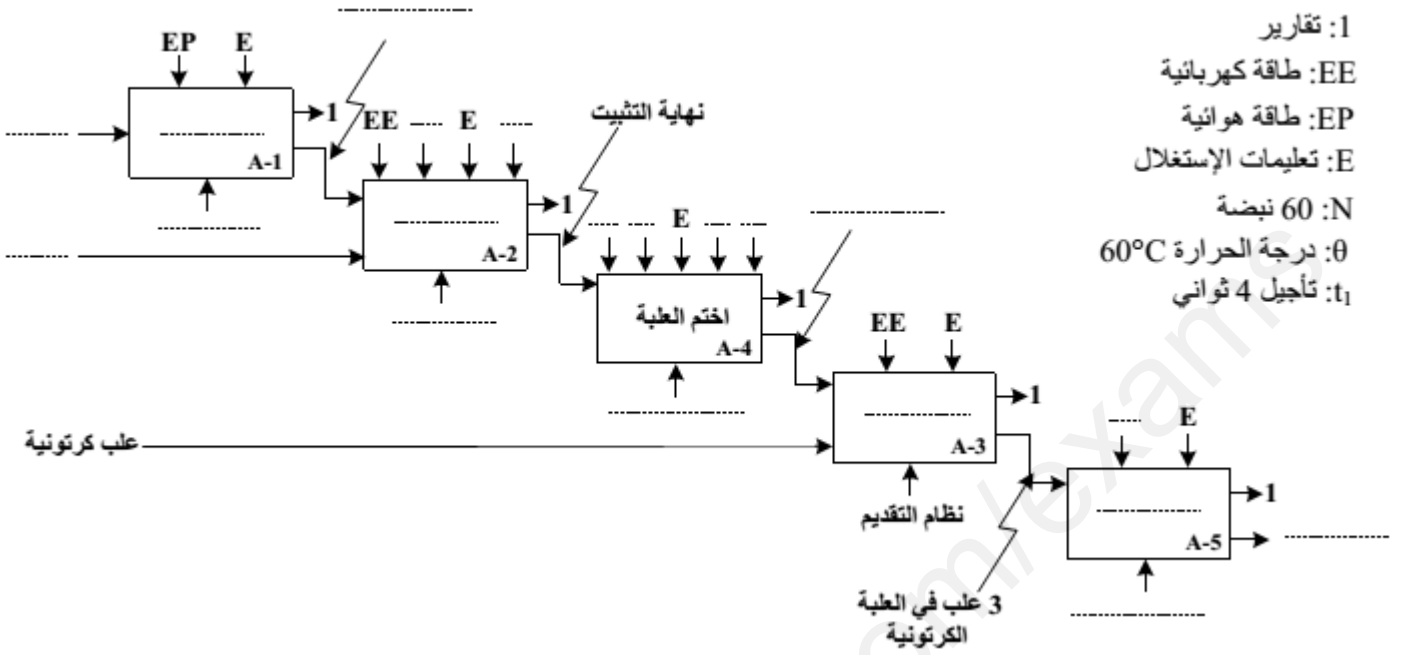 1: تقارير
EE: طاقة كهربائية
EP: طاقة هوائية
E: تعليمات الإستغلال
N: 60 نبضة
θ: درجة الحرارة 60°C
t₁: تأجيل 4 ثواني
EP E
1
A-1
EE E
نهاية التثبيت
1
A-2
E
1
اختم العلبة
A-4
EE E
1
A-3
علب كرتونية
نظام التقديم
E
1
A-5
3 علب في العلبة
الكرتونية
om/exams